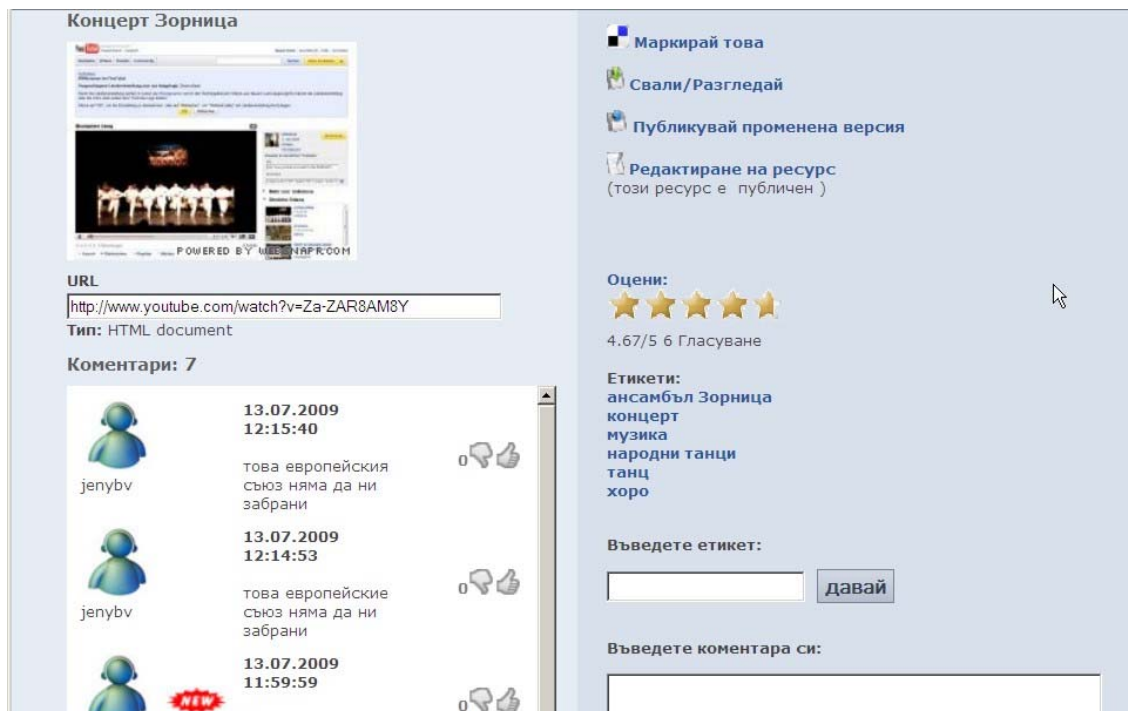 Концерт Зорница
POWERED BY WEBSNAPR.COM
URL
http://www.youtube.com/watch?v=Za-ZAR8AM8Y
Тип: HTML document
Коментари: 7
13.07.2009
12:15:40
това европейския
съюз няма да ни
забрани
0
jenybv
13.07.2009
12:14:53
това европейские
съюз няма да ни
забрани
0
jenybv
13.07.2009
11:59:59
NEW
0
Маркирай това
Свали/Разгледай
Публикувай променена версия
Редактиране на ресурс
(този ресурс е публичен )
Оцени:
4.67/5 6 Гласуване
Етикети:
ансамбъл Зорница
концерт
музика
народни танци
танц
хоро
Въведете етикет:
давай
Въведете коментара си: